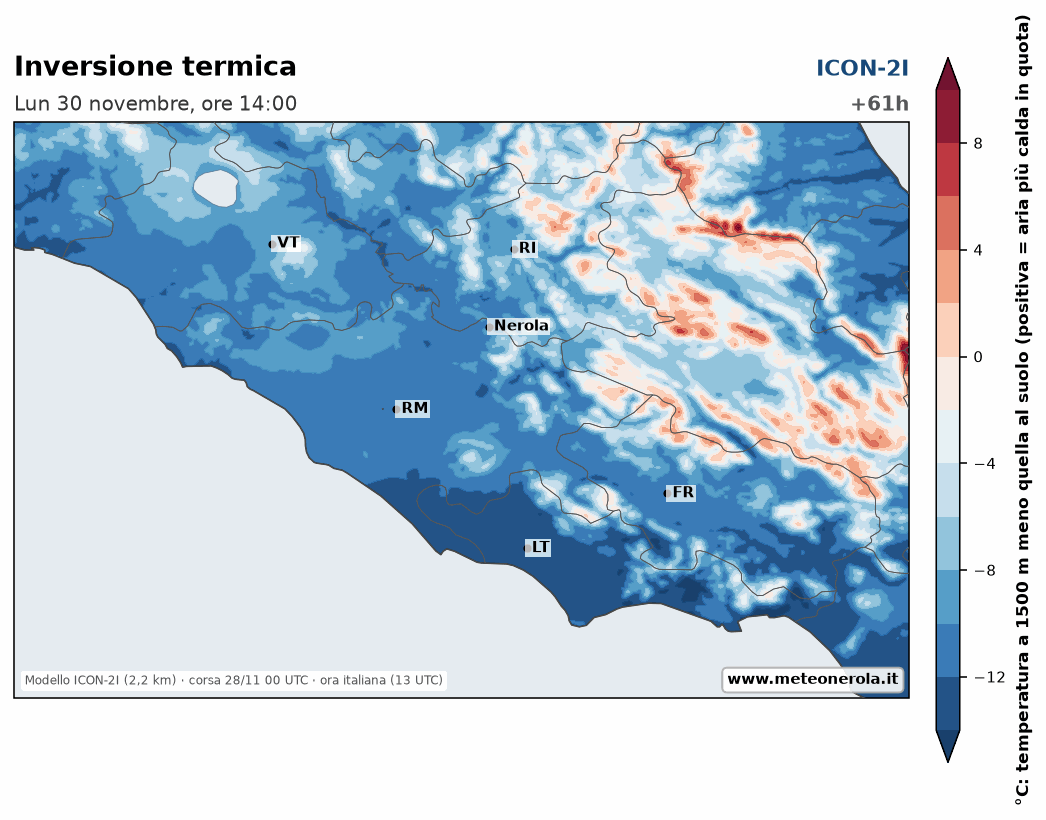 Inversione termica
ICON-2I
Lun 30 novembre, ore 14:00
+61h
VT
RI
Nerola
RM
FR
LT
Modello ICON-2I (2,2 km) · corsa 28/11 00 UTC · ora italiana (13 UTC)
www.meteonerola.it
8
4
0
−4
−8
−12
°C: temperatura a 1500 m meno quella al suolo (positiva = aria più calda in quota)